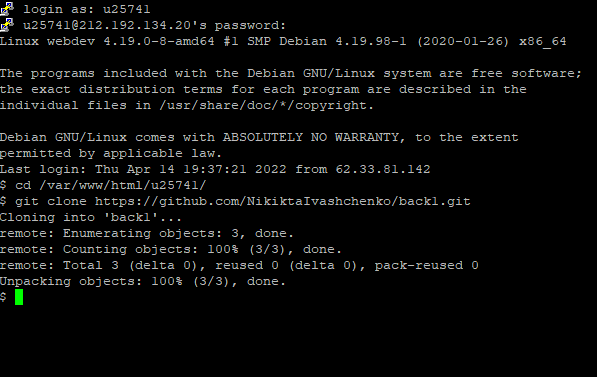 login as: u25741
u25741@212.192.134.20's password:
Linux webdev 4.19.0-8-amd64 #1 SMP Debian 4.19.98-1 (2020-01-26) x86_64
The programs included with the Debian GNU/Linux system are free software;
the exact distribution terms for each program are described in the
individual files in /usr/share/doc/*/copyright.
Debian GNU/Linux comes with ABSOLUTELY NO WARRANTY, to the extent
permitted by applicable law.
Last login: Thu Apr 14 19:37:21 2022 from 62.33.81.142
$ cd /var/www/html/u25741/
$ git clone https://github.com/NikiktaIvashchenko/back1.git
Cloning into 'back1'...
remote: Enumerating objects: 3, done.
remote: Counting objects: 100% (3/3), done.
remote: Total 3 (delta 0), reused 0 (delta 0), pack-reused 0
Unpacking objects: 100% (3/3), done.
$